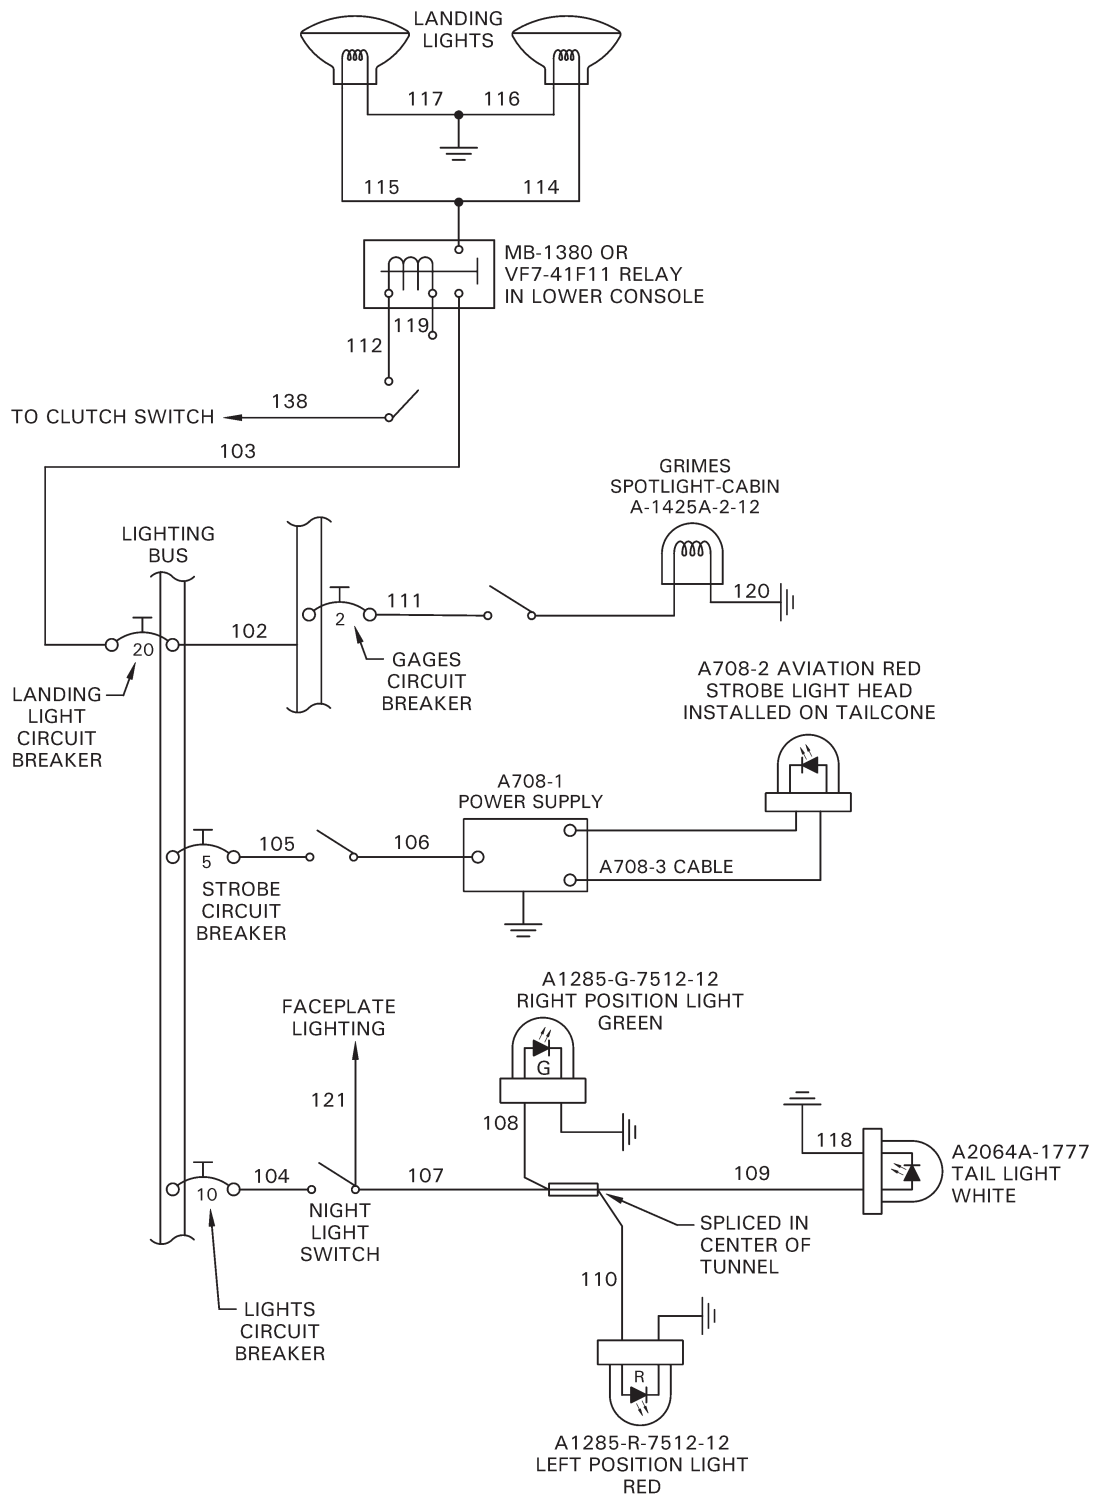 LANDING
LIGHTS
117
116
115
114
MB-1380 OR
VF7-41F11 RELAY
IN LOWER CONSOLE
119
112
138
TO CLUTCH SWITCH
103
GRIMES
SPOTLIGHT-CABIN
A-1425A-2-12
LIGHTING
BUS
111
120
2
102
20
GAGES
CIRCUIT
BREAKER
LANDING
LIGHT
CIRCUIT
BREAKER
A708-2 AVIATION RED
STROBE LIGHT HEAD
INSTALLED ON TAILCONE
A708-1
POWER SUPPLY
105
106
5
A708-3 CABLE
STROBE
CIRCUIT
BREAKER
A1285-G-7512-12
RIGHT POSITION LIGHT
GREEN
FACEPLATE
LIGHTING
G
121
108
118
A2064A-1777
TAIL LIGHT
WHITE
104
107
109
10
NIGHT
LIGHT
SWITCH
SPLICED IN
CENTER OF
TUNNEL
110
LIGHTS
CIRCUIT
BREAKER
R
A1285-R-7512-12
LEFT POSITION LIGHT
RED